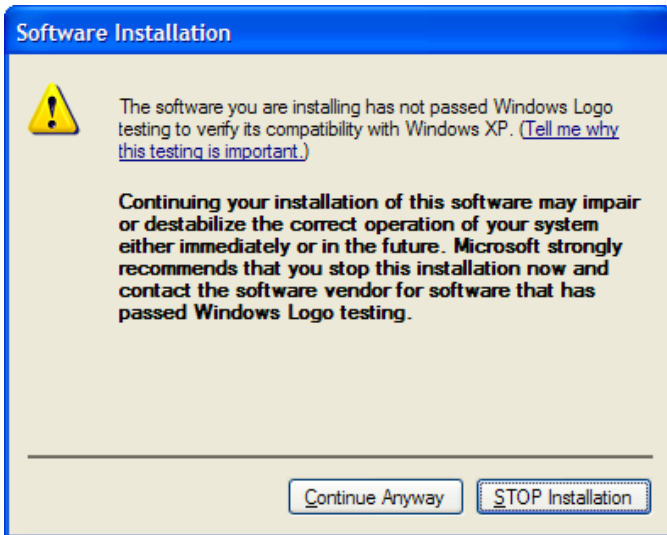 Software Installation
The software you are installing has not passed Windows Logo
testing to verify its compatibility with Windows XP. (Tell me why
this testing is important.)
Continuing your installation of this software may impair
or destabilize the correct operation of your system
either immediately or in the future. Microsoft strongly
recommends that you stop this installation now and
contact the software vendor for software that has
passed Windows Logo testing.
Continue Anyway STOP Installation